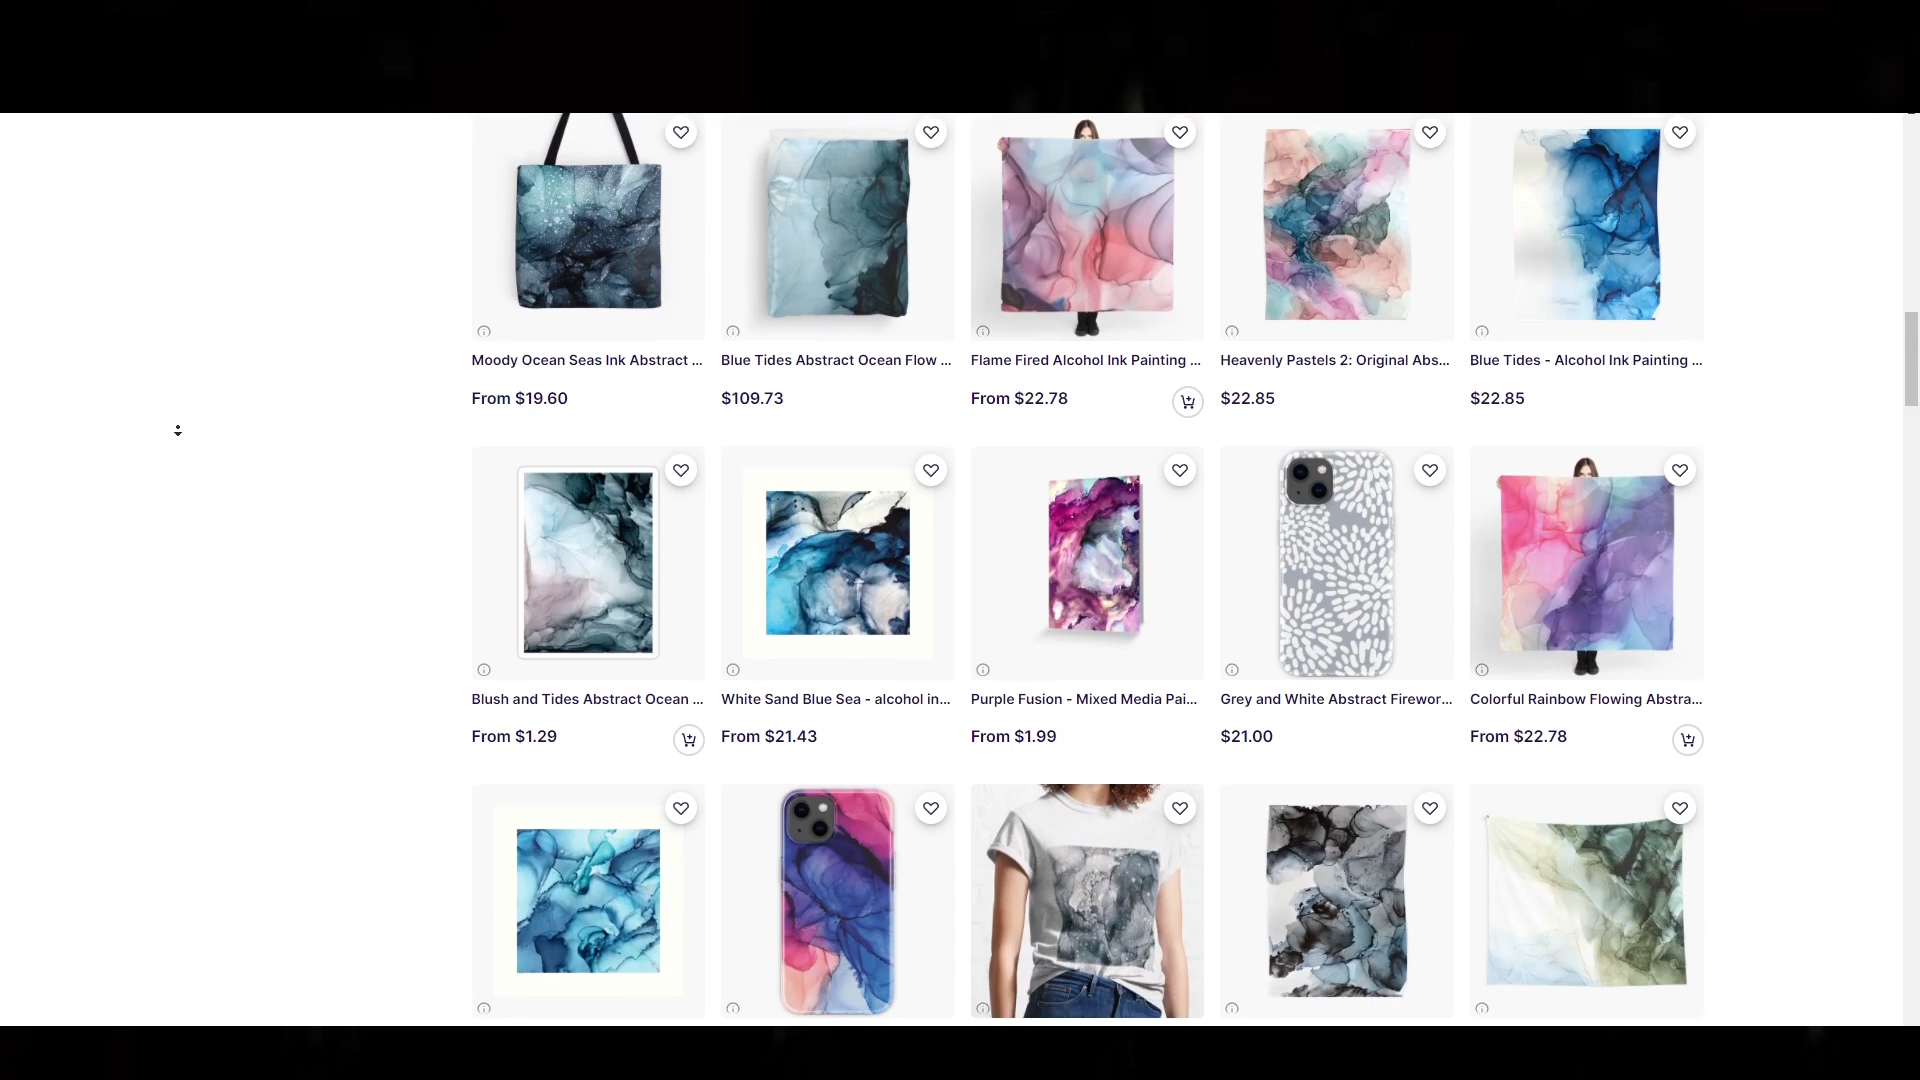 Moody Ocean Seas Ink Abstract ...
Blue Tides Abstract Ocean Flow ...
Flame Fired Alcohol Ink Painting ...
Heavenly Pastels 2: Original Abs...
Blue Tides - Alcohol Ink Painting ...
From $19.60
$109.73
From $22.78
$22.85
$22.85
Blush and Tides Abstract Ocean ...
White Sand Blue Sea - alcohol in...
Purple Fusion - Mixed Media Pai...
Grey and White Abstract Firewor...
Colorful Rainbow Flowing Abstra...
From $1.29
From $21.43
From $1.99
$21.00
From $22.78